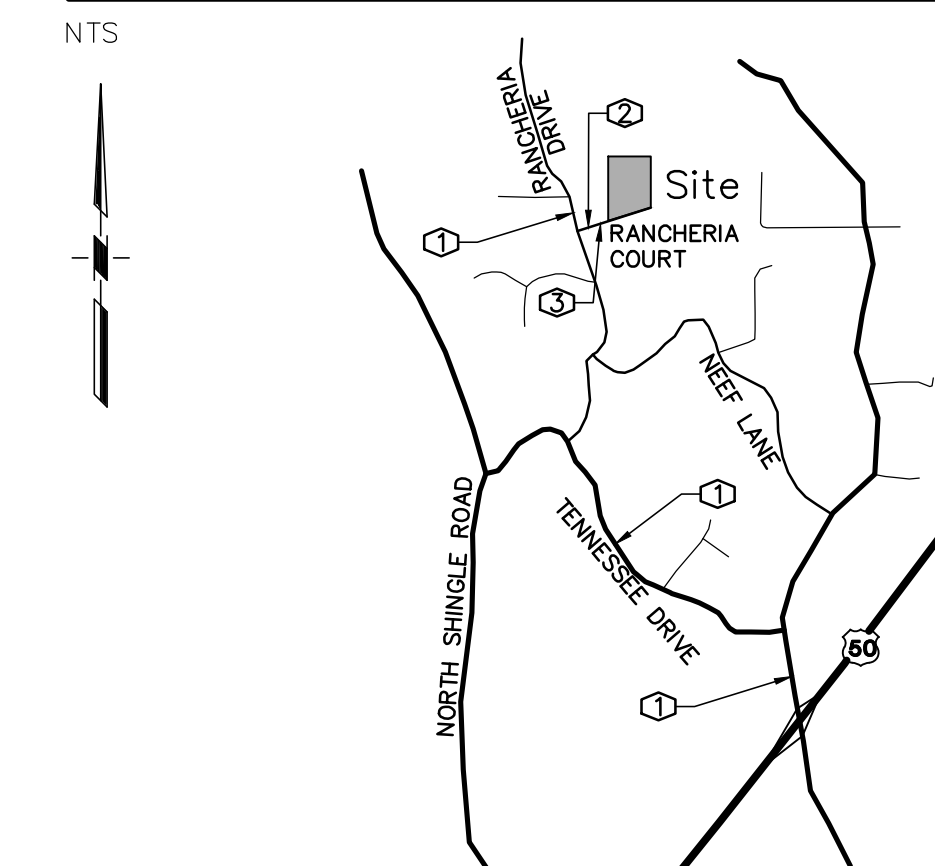 NTS
RANCHERIA
DRIVE
2
Site
1
RANCHERIA
COURT
3
NEEF LANE
1
TENNESSEE DRIVE
NORTH SHINGLE ROAD
50
1